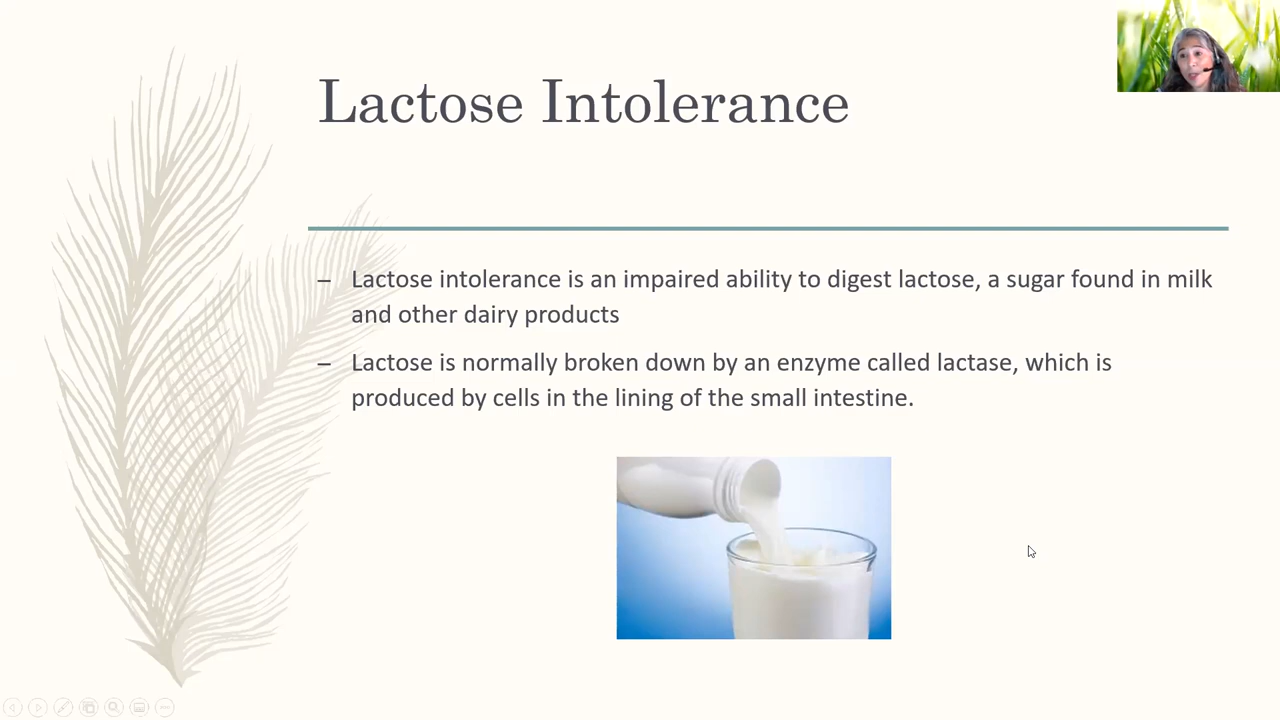 Lactose Intolerance
– Lactose intolerance is an impaired ability to digest lactose, a sugar found in milk
and other dairy products
– Lactose is normally broken down by an enzyme called lactase, which is
produced by cells in the lining of the small intestine.